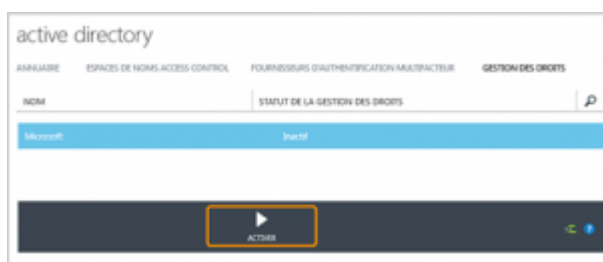 active directory
ANNUAIRE ESPACES DE NOMS ACCESS CONTROL FOURNISSEURS D'AUTHENTIFICATION MULTIFACTEUR GESTION DES DROITS
NOM STATUT DE LA GESTION DES DROITS
Microsoft Inactif
ACTIVER